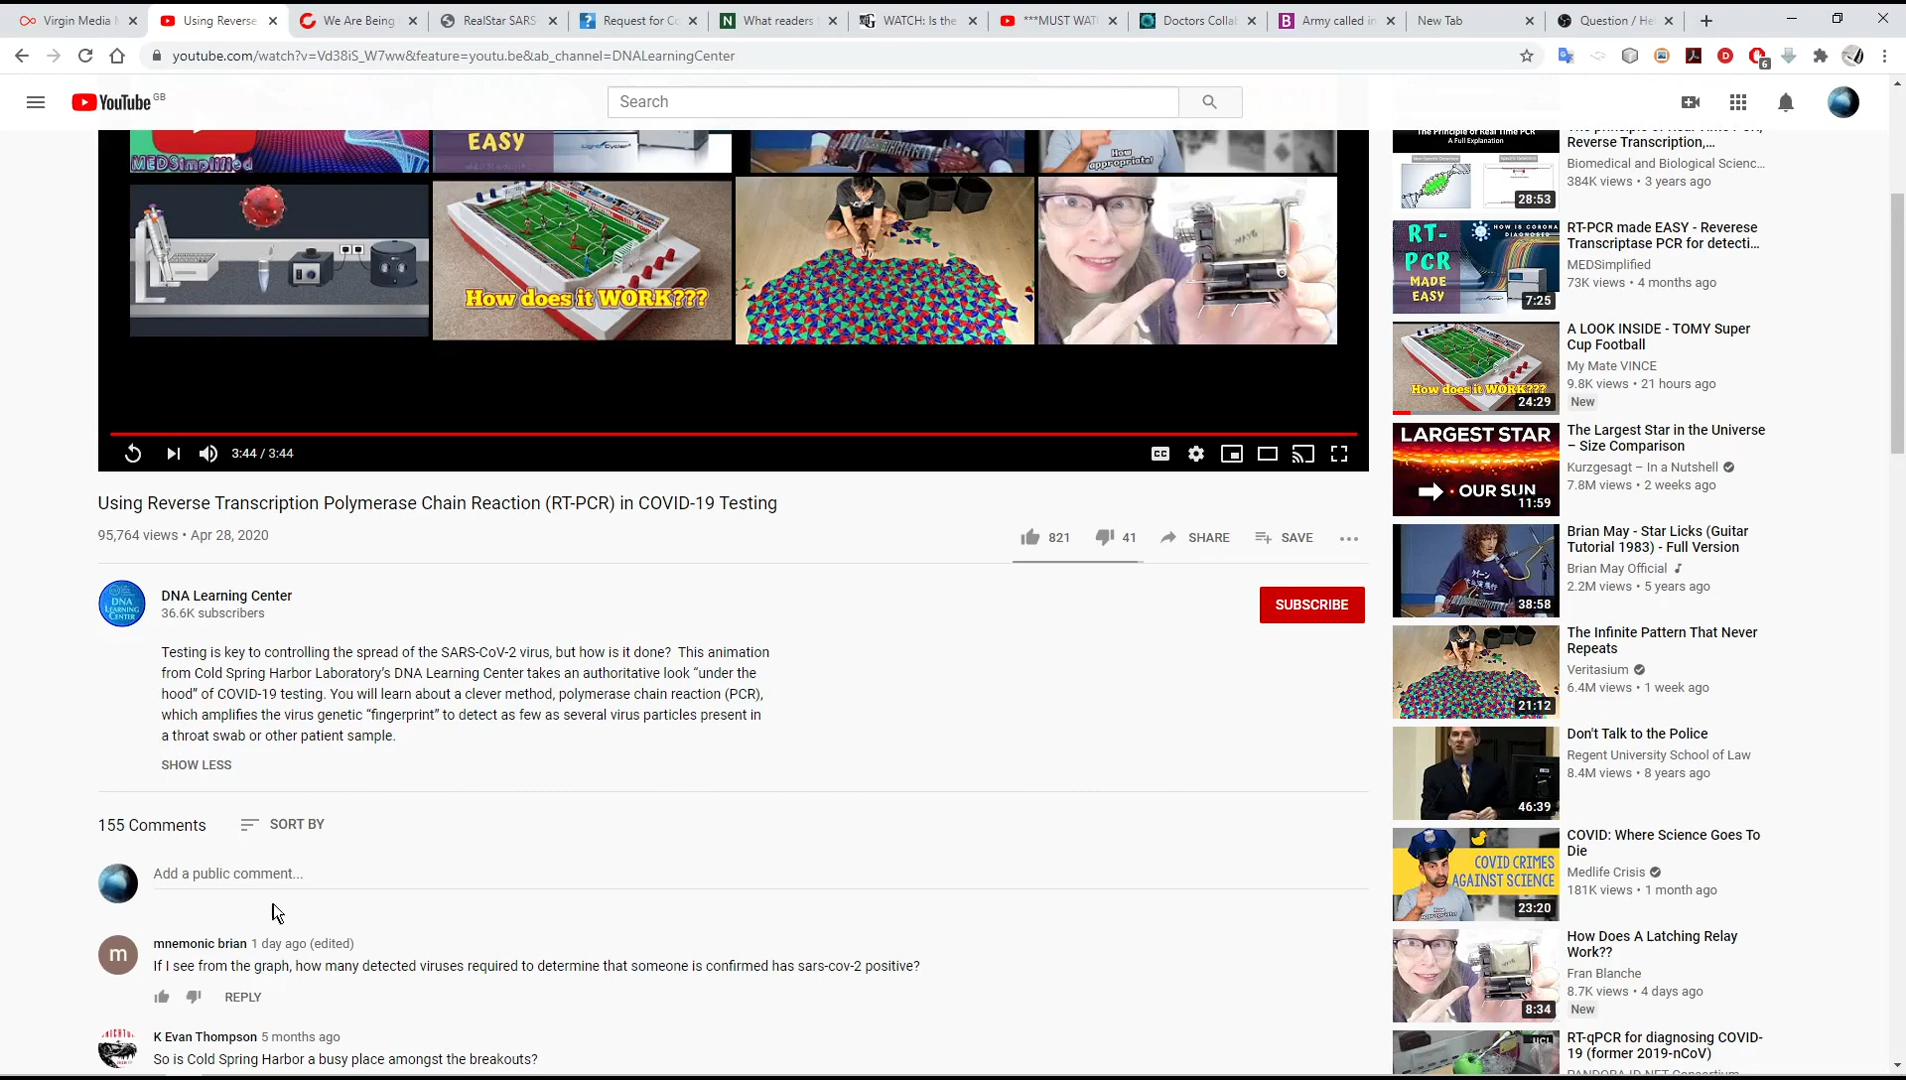 Virgin Media
Using Reverse
We Are Being
RealStar SARS
Request for Co
What readers
WATCH: Is the
***MUST WAT
Doctors Collab
Army called in
New Tab
Question / Hel
youtube.com/watch?v=Vd38iS_W7ww&feature=youtu.be&ab_channel=DNALearningCenter
6
YouTube GB
Search
MEDSimplified
EASY
How
appropriate!
How does it WORK???
3:44 / 3:44
CC
Using Reverse Transcription Polymerase Chain Reaction (RT-PCR) in COVID-19 Testing
95,764 views • Apr 28, 2020
821
41
SHARE
SAVE
DNA LEARNING CENTER
DNA Learning Center
36.6K subscribers
SUBSCRIBE
Testing is key to controlling the spread of the SARS-CoV-2 virus, but how is it done? This animation
from Cold Spring Harbor Laboratory's DNA Learning Center takes an authoritative look “under the
hood” of COVID-19 testing. You will learn about a clever method, polymerase chain reaction (PCR),
which amplifies the virus genetic “fingerprint” to detect as few as several virus particles present in
a throat swab or other patient sample.
SHOW LESS
155 Comments
SORT BY
Add a public comment...
m
mnemonic brian 1 day ago (edited)
If I see from the graph, how many detected viruses required to determine that someone is confirmed has sars-cov-2 positive?
REPLY
K Evan Thompson 5 months ago
So is Cold Spring Harbor a busy place amongst the breakouts?
The Principle of Real Time PCR
A Full Explanation
28:53
The principle of Real Time PCR,
Reverse Transcription,...
Biomedical and Biological Scienc...
384K views • 3 years ago
RT-
PCR
MADE
EASY
HOW IS CORONA
DIAGNOSED
7:25
RT-PCR made EASY - Reverese
Transcriptase PCR for detecti...
MEDSimplified
73K views • 4 months ago
How does it WORK???
24:29
A LOOK INSIDE - TOMY Super
Cup Football
My Mate VINCE
9.8K views • 21 hours ago
New
LARGEST STAR
OUR SUN
11:59
The Largest Star in the Universe
– Size Comparison
Kurzgesagt – In a Nutshell
7.8M views • 2 weeks ago
38:58
Brian May - Star Licks (Guitar
Tutorial 1983) - Full Version
Brian May Official
2.2M views • 5 years ago
21:12
The Infinite Pattern That Never
Repeats
Veritasium
6.4M views • 1 week ago
46:39
Don't Talk to the Police
Regent University School of Law
8.4M views • 8 years ago
COVID CRIMES
AGAINST SCIENCE
23:20
COVID: Where Science Goes To
Die
Medlife Crisis
181K views • 1 month ago
8:34
How Does A Latching Relay
Work??
Fran Blanche
8.7K views • 4 days ago
New
UCL
RT-qPCR for diagnosing COVID-
19 (former 2019-nCoV)